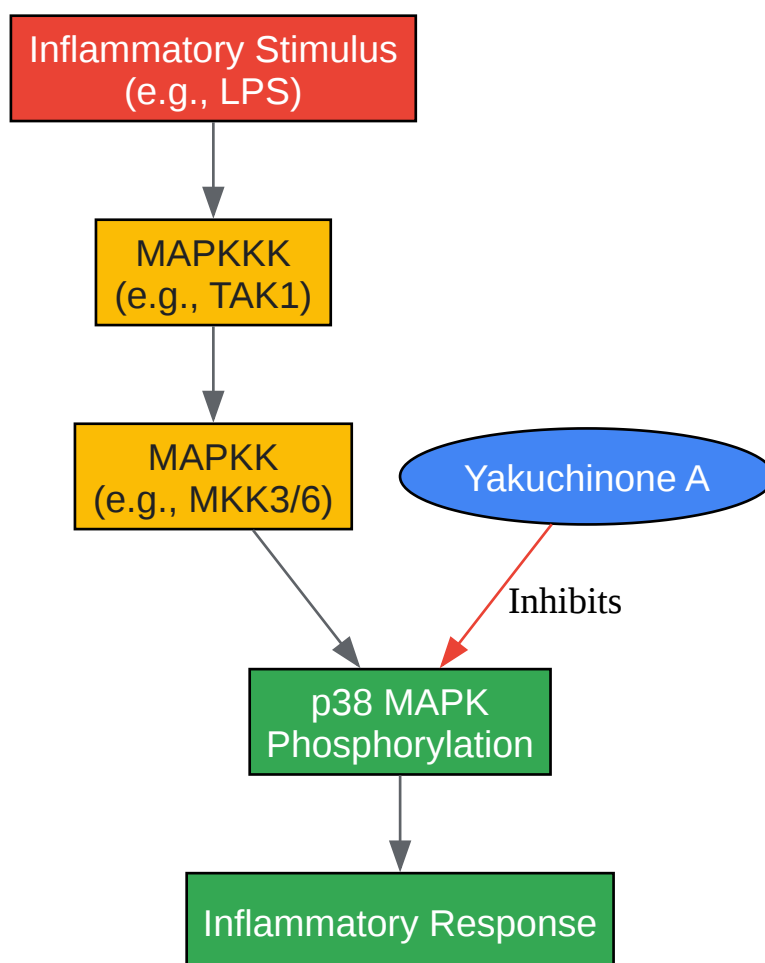 Inflammatory Stimulus
(e.g., LPS)
MAPKKK
(e.g., TAK1)
MAPKK
(e.g., MKK3/6)
Yakuchinone A
Inhibits
p38 MAPK
Phosphorylation
Inflammatory Response